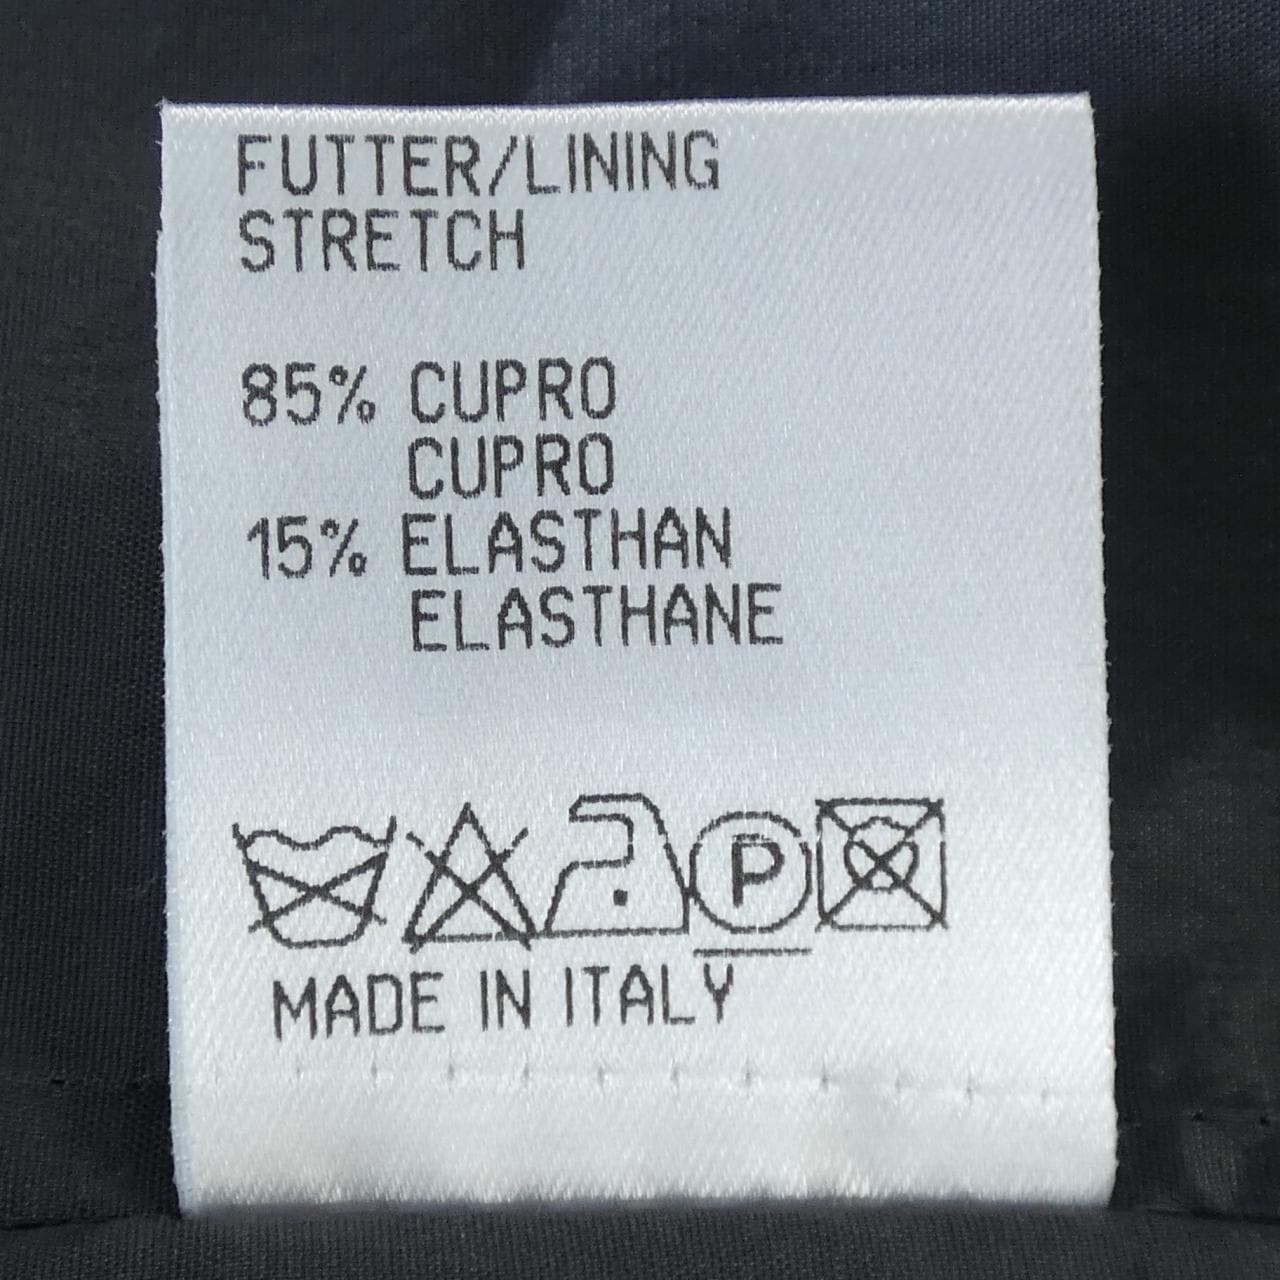 FUTTER/LINING
STRETCH
85% CUPRO
CUPRO
15% ELASTHAN
ELASTHANE
P
MADE IN ITALY